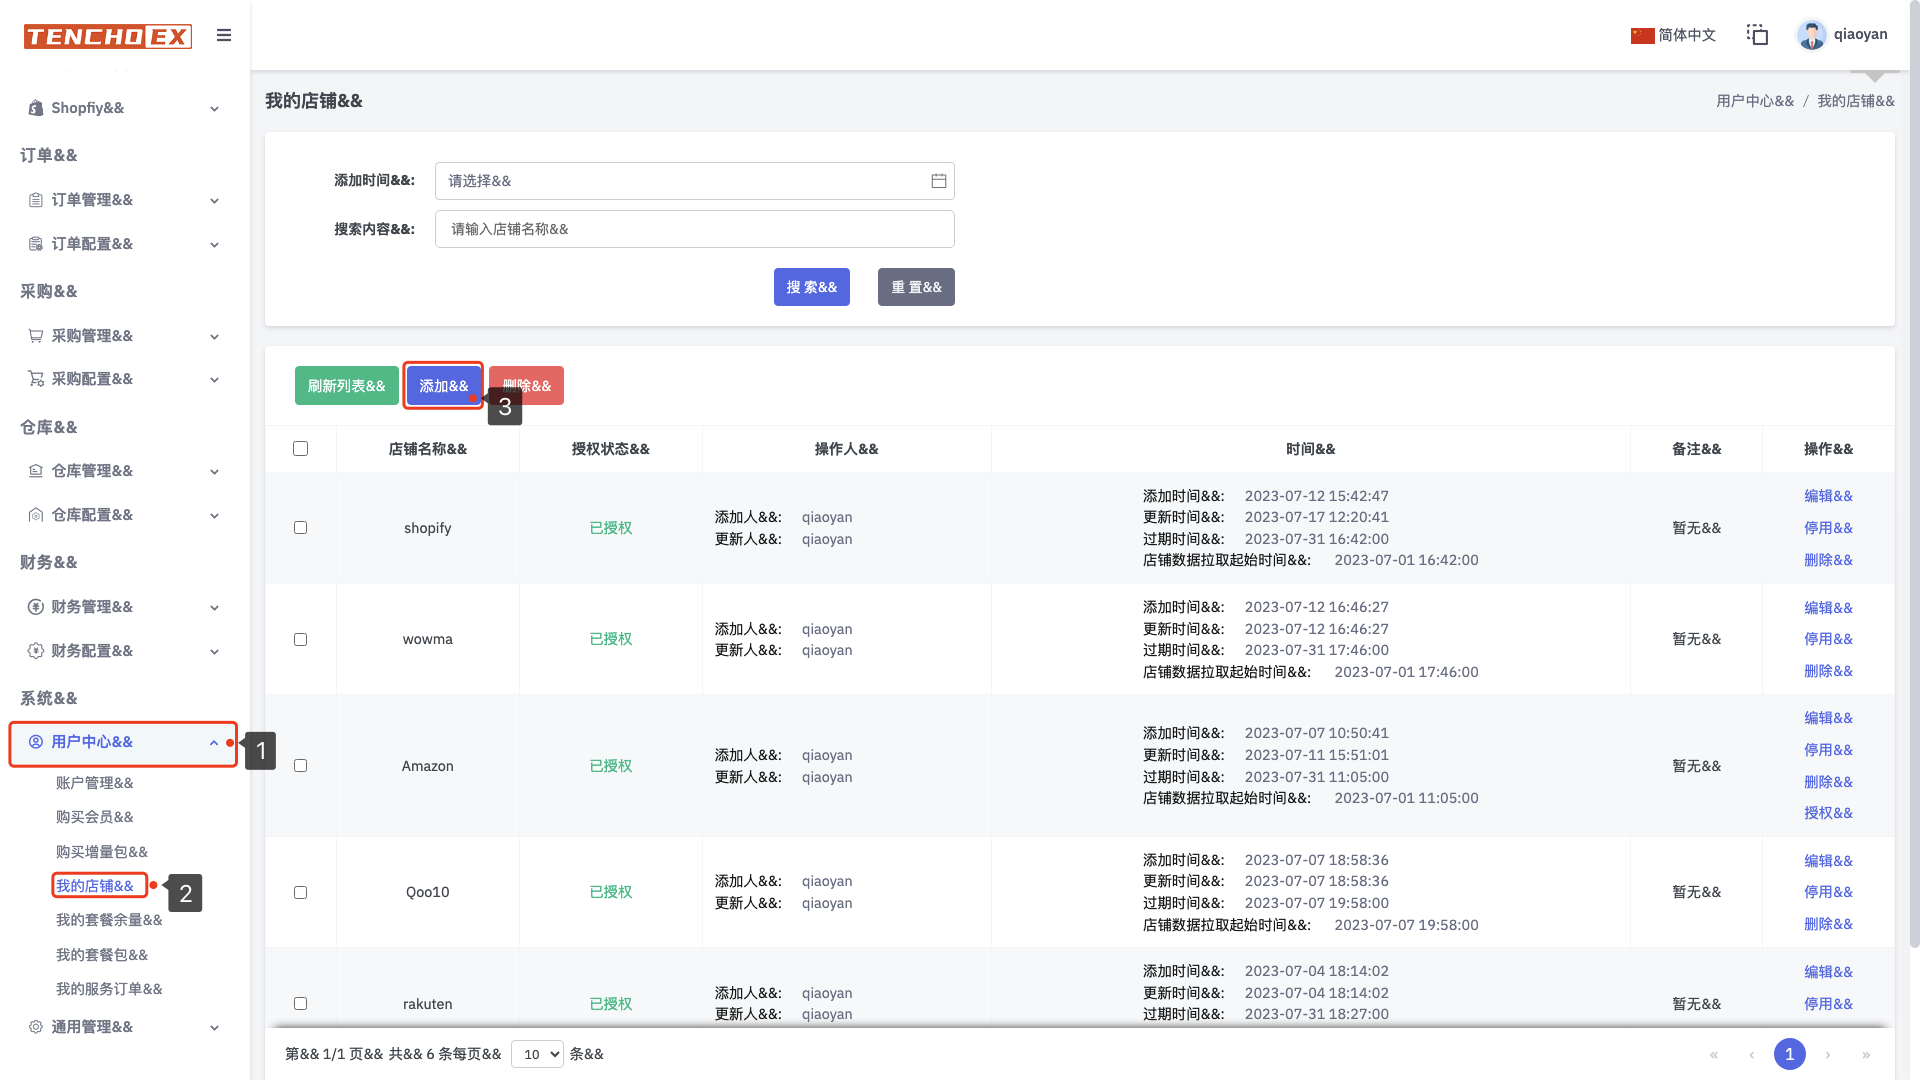 TENCHO EX
简体中文
qiaoyan
Shopfiy&&
订单&&
订单管理&&
订单配置&&
采购&&
采购管理&&
采购配置&&
仓库&&
仓库管理&&
仓库配置&&
财务&&
财务管理&&
财务配置&&
系统&&
用户中心&&
1
账户管理&&
购买会员&&
购买增量包&&
我的店铺&&
2
我的套餐余量&&
我的套餐包&&
我的服务订单&&
通用管理&&
我的店铺&&
用户中心&& / 我的店铺&&
添加时间&&: 请选择&&
搜索内容&&: 请输入店铺名称&&
搜 索&& 重 置&&
刷新列表&& 添加&& 删除&&
3
店铺名称&& 授权状态&& 操作人&& 时间&& 备注&& 操作&&
shopify
已授权
添加人&&: qiaoyan
更新人&&: qiaoyan
添加时间&&: 2023-07-12 15:42:47
更新时间&&: 2023-07-17 12:20:41
过期时间&&: 2023-07-31 16:42:00
店铺数据拉取起始时间&&: 2023-07-01 16:42:00
暂无&&
编辑&&
停用&&
删除&&
wowma
已授权
添加人&&: qiaoyan
更新人&&: qiaoyan
添加时间&&: 2023-07-12 16:46:27
更新时间&&: 2023-07-12 16:46:27
过期时间&&: 2023-07-31 17:46:00
店铺数据拉取起始时间&&: 2023-07-01 17:46:00
暂无&&
编辑&&
停用&&
删除&&
Amazon
已授权
添加人&&: qiaoyan
更新人&&: qiaoyan
添加时间&&: 2023-07-07 10:50:41
更新时间&&: 2023-07-11 15:51:01
过期时间&&: 2023-07-31 11:05:00
店铺数据拉取起始时间&&: 2023-07-01 11:05:00
暂无&&
编辑&&
停用&&
删除&&
授权&&
Qoo10
已授权
添加人&&: qiaoyan
更新人&&: qiaoyan
添加时间&&: 2023-07-07 18:58:36
更新时间&&: 2023-07-07 18:58:36
过期时间&&: 2023-07-07 19:58:00
店铺数据拉取起始时间&&: 2023-07-07 19:58:00
暂无&&
编辑&&
停用&&
删除&&
rakuten
已授权
添加人&&: qiaoyan
更新人&&: qiaoyan
添加时间&&: 2023-07-04 18:14:02
更新时间&&: 2023-07-04 18:14:02
过期时间&&: 2023-07-31 18:27:00
暂无&&
编辑&&
停用&&
第&& 1/1 页&& 共&& 6 条每页&& 10 条&&
« ‹ 1 › »